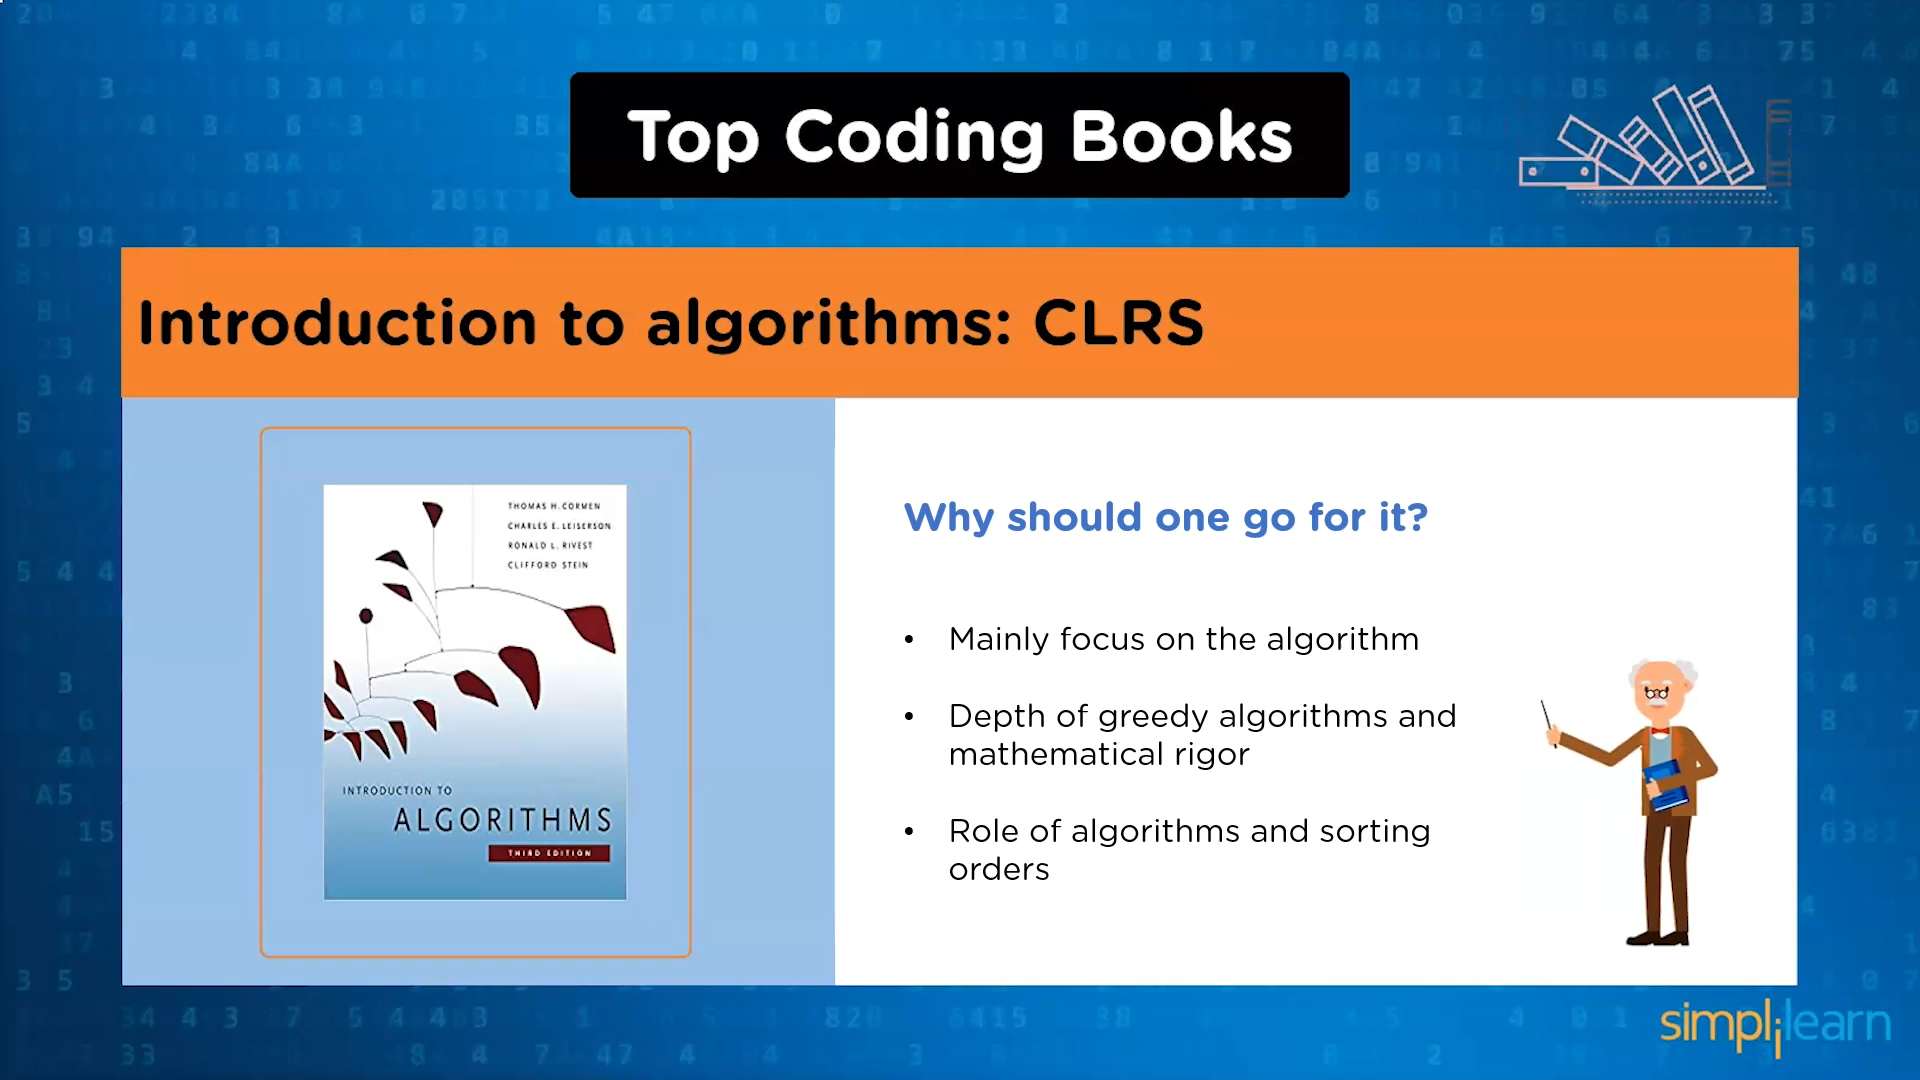 Top Coding Books
Introduction to algorithms: CLRS
THOMAS H. CORMEN
CHARLES E. LEISERSON
RONALD L. RIVEST
CLIFFORD STEIN
INTRODUCTION TO
ALGORITHMS
THIRD EDITION
Why should one go for it?
• Mainly focus on the algorithm
• Depth of greedy algorithms and
mathematical rigor
• Role of algorithms and sorting
orders
simplilearn